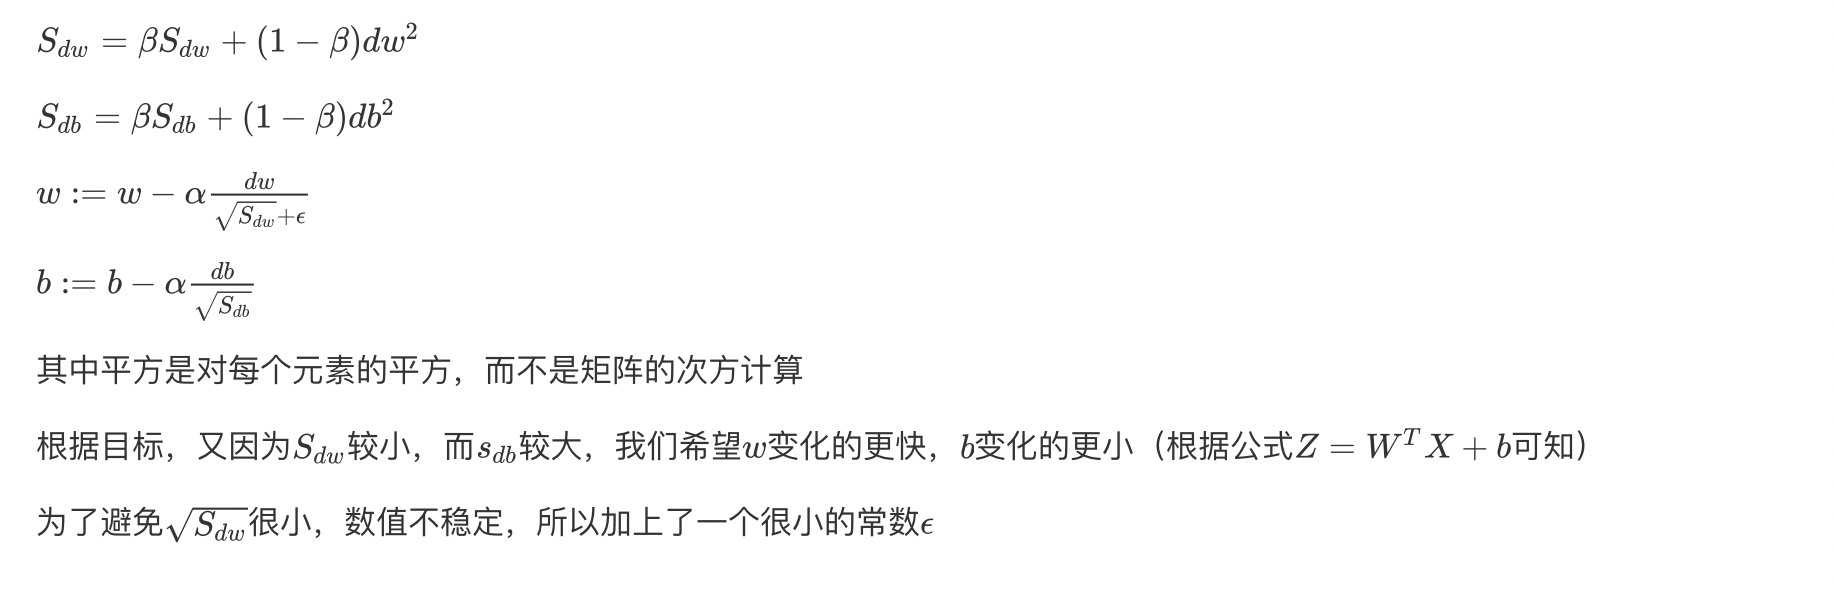 $S_{dw} = \beta S_{dw} + (1 - \beta)dw^2$
$S_{db} = \beta S_{db} + (1 - \beta)db^2$
$w := w - \alpha \frac{dw}{\sqrt{S_{dw}} + \epsilon}$
$b := b - \alpha \frac{db}{\sqrt{S_{db}}}$
其中平方是对每个元素的平方，而不是矩阵的次方计算
根据目标，又因为$S_{dw}$较小，而$s_{db}$较大，我们希望$w$变化的更快，$b$变化的更小（根据公式$Z = W^T X + b$可知）
为了避免$\sqrt{S_{dw}}$很小，数值不稳定，所以加上了一个很小的常数$\epsilon$